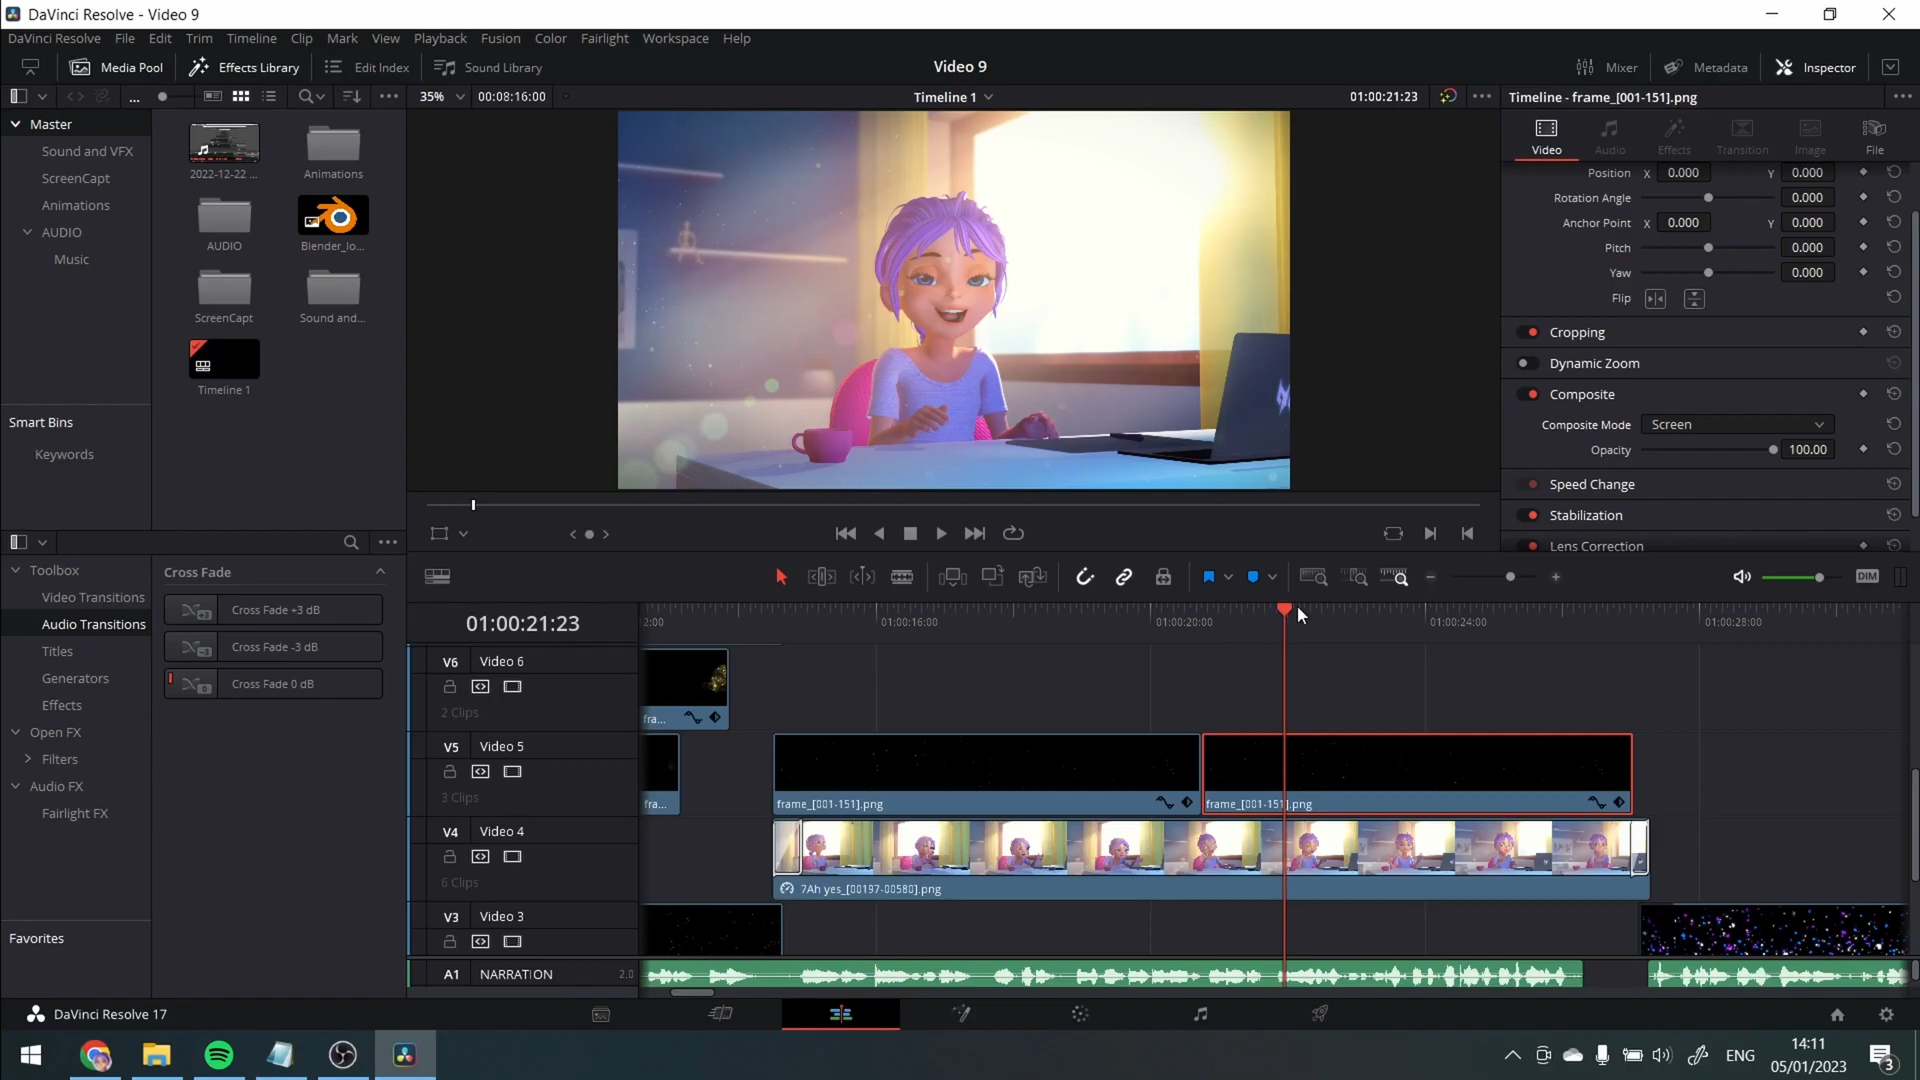 DaVinci Resolve - Video 9
DaVinci Resolve File Edit Trim Timeline Clip Mark View Playback Fusion Color Fairlight Workspace Help
Media Pool Effects Library Edit Index Sound Library Video 9 Mixer Metadata Inspector
35% 00:08:16:00 Timeline 1 01:00:21:23 Timeline - frame_[001-151].png
Master
Sound and VFX
ScreenCapt
Animations
AUDIO
Music
Smart Bins
Keywords
2022-12-22 ... Animations
AUDIO Blender_lo...
ScreenCapt Sound and...
Timeline 1
Video Audio Effects Transition Image File
Position X 0.000 Y 0.000
Rotation Angle 0.000
Anchor Point X 0.000 Y 0.000
Pitch 0.000
Yaw 0.000
Flip
Cropping
Dynamic Zoom
Composite
Composite Mode Screen
Opacity 100.00
Speed Change
Stabilization
Lens Correction
Toolbox
Video Transitions
Audio Transitions
Titles
Generators
Effects
Open FX
Filters
Audio FX
Fairlight FX
Favorites
Cross Fade
+3 Cross Fade +3 dB
-3 Cross Fade -3 dB
0 Cross Fade 0 dB
DIM
01:00:21:23 2:00 01:00:16:00 01:00:20:00 01:00:24:00 01:00:28:00
V6 Video 6
2 Clips
fra...
V5 Video 5
3 Clips
fra... frame_[001-151].png frame_[001-151].png
V4 Video 4
6 Clips
7Ah yes_[00197-00580].png
V3 Video 3
A1 NARRATION 2.0
DaVinci Resolve 17
ENG 14:11
05/01/2023
3